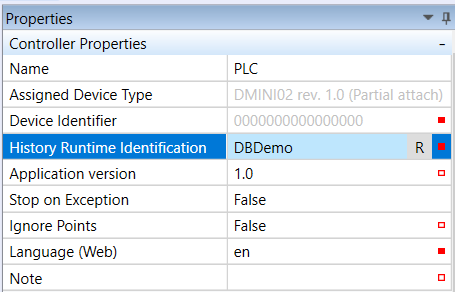 Properties
Controller Properties -
Name PLC
Assigned Device Type DMINI02 rev. 1.0 (Partial attach)
Device Identifier 0000000000000000
History Runtime Identification DBDemo R
Application version 1.0
Stop on Exception False
Ignore Points False
Language (Web) en
Note